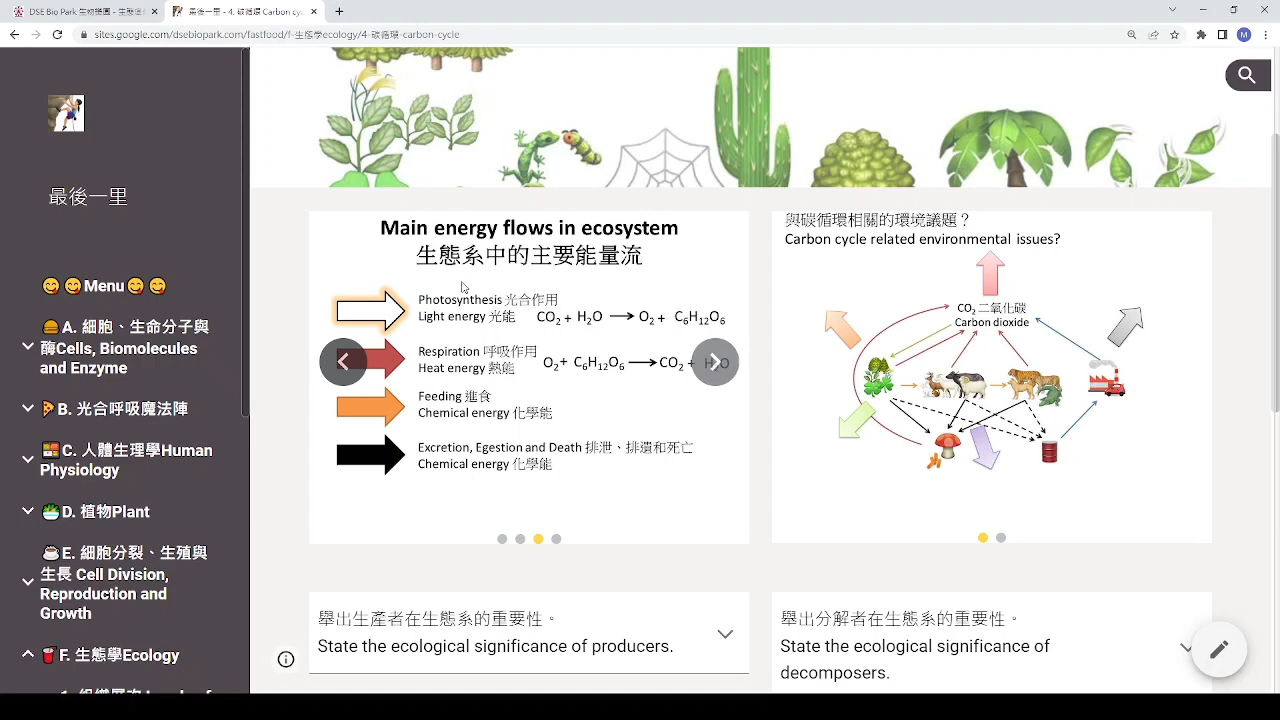 DSE Bio Park 生物樂園 - 生態
最後一里 - 4. 碳循環 Carbon cyc
sites.google.com/dsebiopark.com/fastfood/f-生態學ecology/4-碳循環-carbon-cycle
M
最後一里
😋 😋Menu😋 😋
🍔A. 細胞、生命分子與
酶Cells, Biomolecules
and Enzyme
🍕B. 光合呼吸魔法陣
🍱C. 人體生理學Human
Physiology
🥗D. 植物Plant
☕E. 細胞分裂、生殖與
生長 Cell Division,
Reproduction and
Growth
🥤F. 生態學Ecology
Main energy flows in ecosystem
生態系中的主要能量流
Photosynthesis 光合作用
Light energy 光能 CO₂ + H₂O ⟶ O₂ + C₆H₁₂O₆
Respiration 呼吸作用
Heat energy 熱能 O₂ + C₆H₁₂O₆ ⟶ CO₂ + H₂O
Feeding 進食
Chemical energy 化學能
Excretion, Egestion and Death 排泄、排遺和死亡
Chemical energy 化學能
與碳循環相關的環境議題？
Carbon cycle related environmental issues?
CO₂ 二氧化碳
Carbon dioxide
舉出生產者在生態系的重要性。
State the ecological significance of producers.
舉出分解者在生態系的重要性。
State the ecological significance of
decomposers.